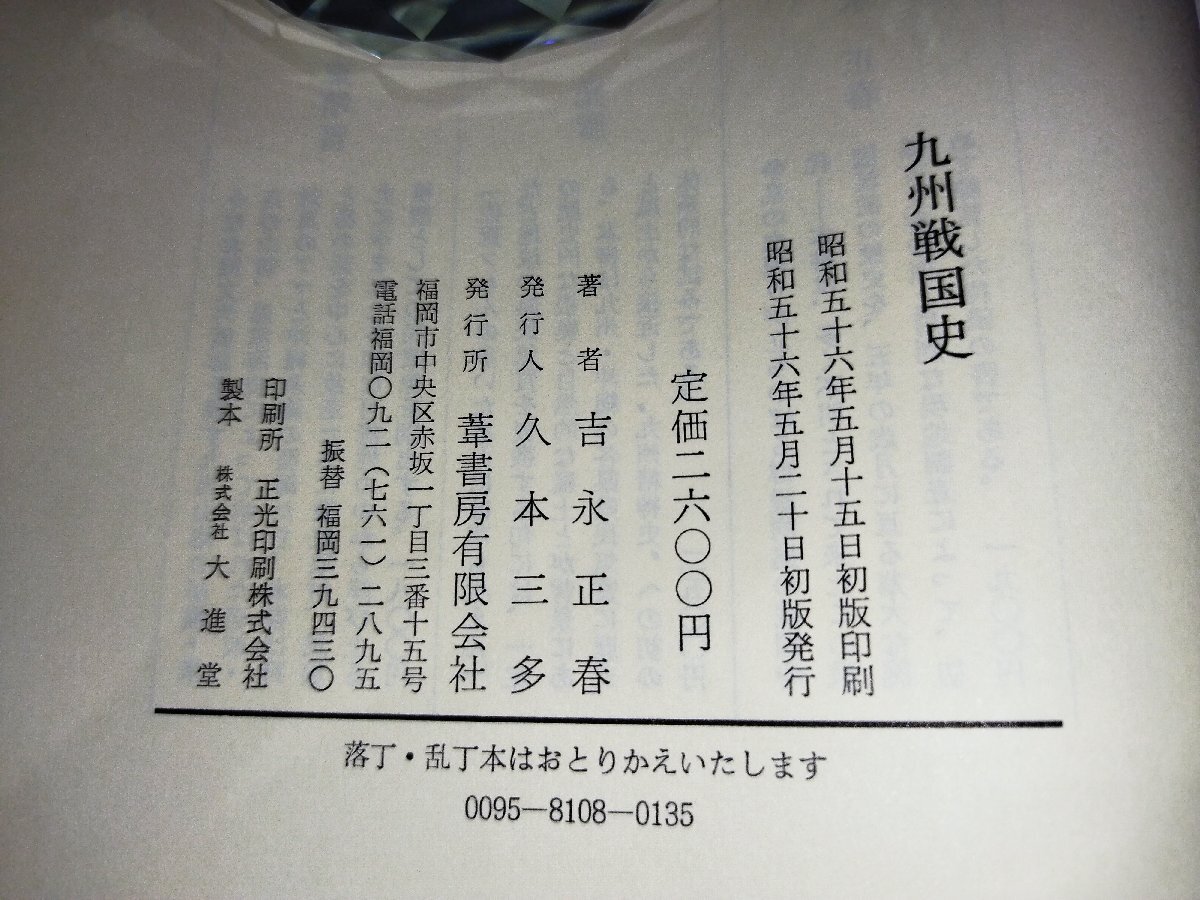 九州戦国史
昭和五十六年五月十五日初版印刷
昭和五十六年五月二十日初版発行
定価二六〇〇円
著者 吉永正春
発行人 久本三多
発行所 葦書房有限会社
福岡市中央区赤坂一丁目三番十五号
電話福岡〇九二(七六一)二八九五
振替 福岡三九四三〇
印刷所 正光印刷株式会社
製本 株式会社 大進堂
落丁・乱丁本はおとりかえいたします
0095―8108―0135